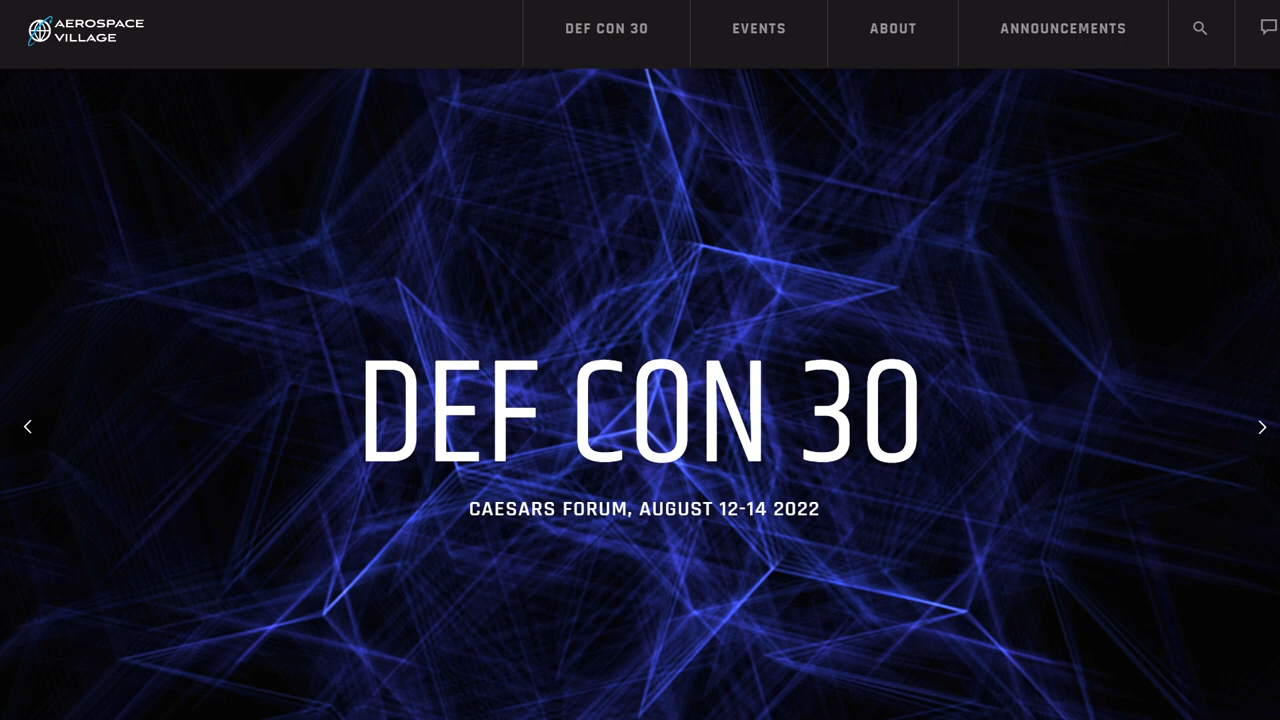 AEROSPACE
VILLAGE
DEF CON 30
EVENTS
ABOUT
ANNOUNCEMENTS
DEF CON 30
CAESARS FORUM, AUGUST 12-14 2022